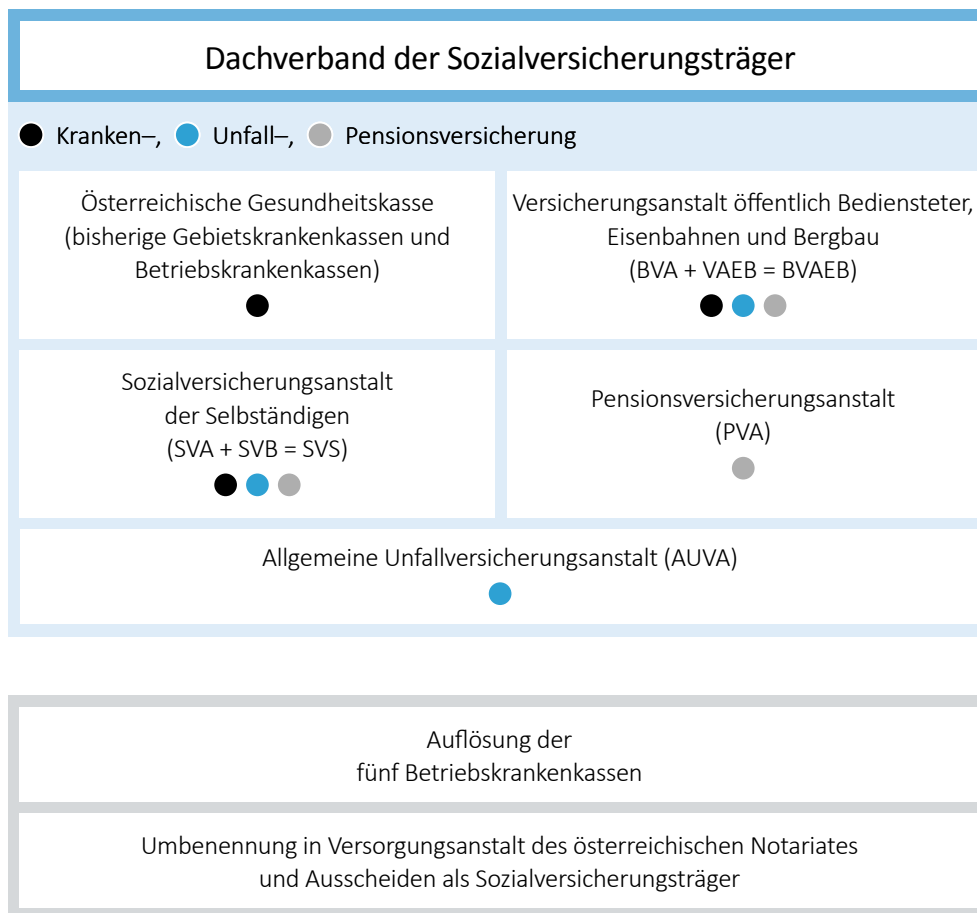 Dachverband der Sozialversicherungsträger
Kranken–, Unfall–, Pensionsversicherung
Österreichische Gesundheitskasse
(bisherige Gebietskrankenkassen und
Betriebskrankenkassen)
Versicherungsanstalt öffentlich Bediensteter,
Eisenbahnen und Bergbau
(BVA + VAEB = BVAEB)
Sozialversicherungsanstalt
der Selbständigen
(SVA + SVB = SVS)
Pensionsversicherungsanstalt
(PVA)
Allgemeine Unfallversicherungsanstalt (AUVA)
Auflösung der
fünf Betriebskrankenkassen
Umbenennung in Versorgungsanstalt des österreichischen Notariates
und Ausscheiden als Sozialversicherungsträger